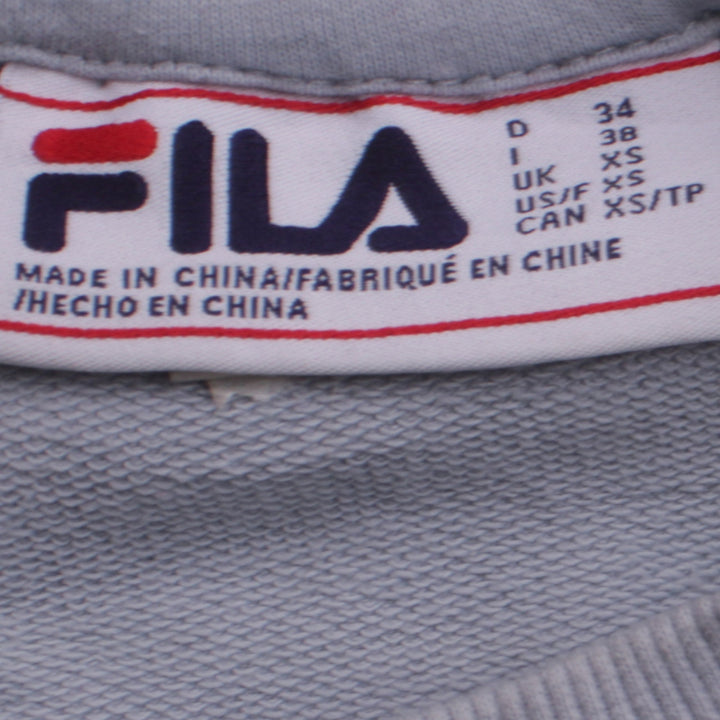 FILA
D 34
I 38
UK XS
US/F XS
CAN XS/TP
MADE IN CHINA/FABRIQUÉ EN CHINE
/HECHO EN CHINA